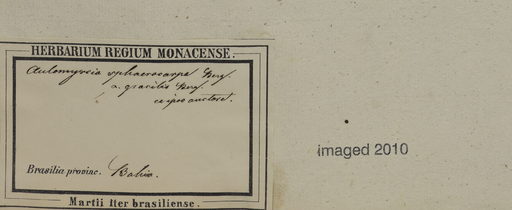 HERBARIUM REGIUM MONACENSE.
Aulomyrcia sphaerocarpa Berg.
α. gracilis Berg.
ex ipso auctore.
Brasilia provinc. Bahia.
Martii Iter brasiliense.
imaged 2010